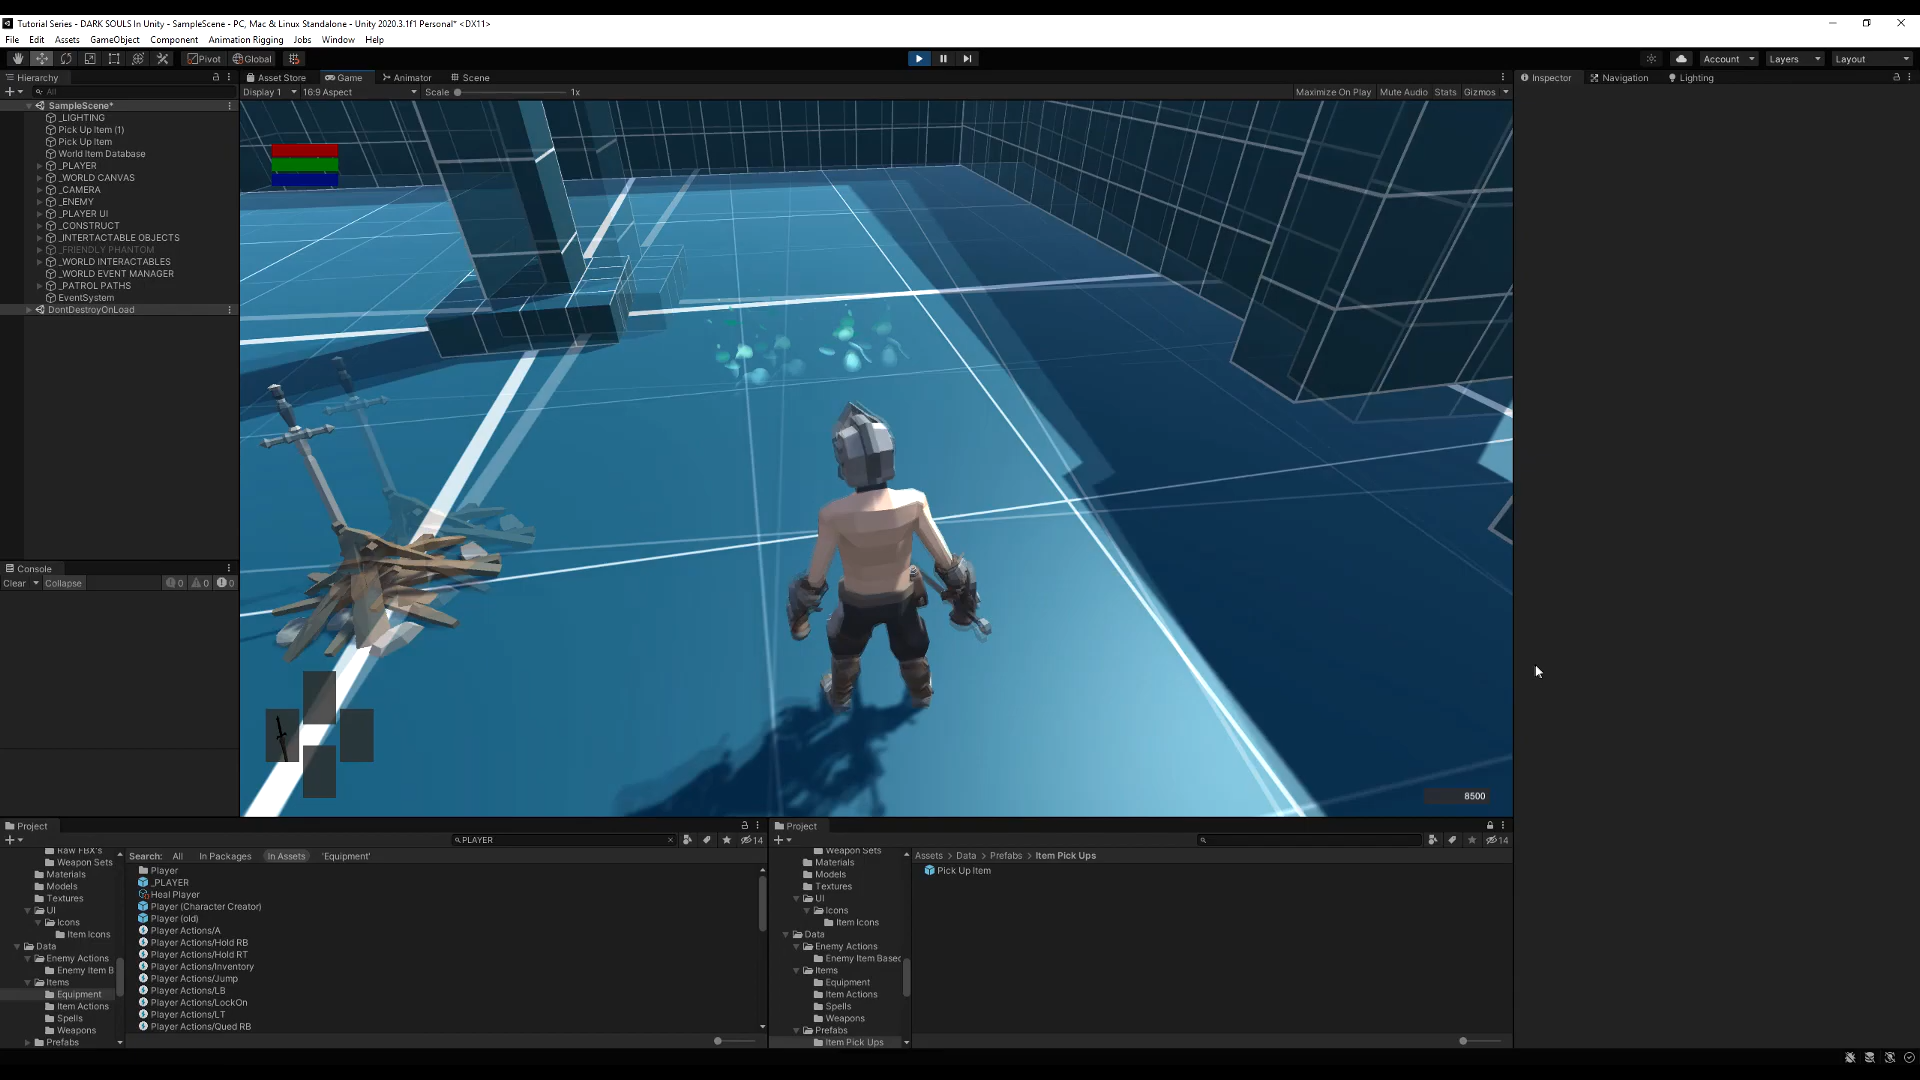 Tutorial Series - DARK SOULS In Unity - SampleScene - PC, Mac & Linux Standalone - Unity 2020.3.1f1 Personal* <DX11>
File Edit Assets GameObject Component Animation Rigging Jobs Window Help
Pivot Global Account Layers Layout
Hierarchy Asset Store Game Animator Scene Inspector Navigation Lighting
All Display 1 16:9 Aspect Scale 1x Maximize On Play Mute Audio Stats Gizmos
SampleScene*
_LIGHTING
Pick Up Item (1)
Pick Up Item
World Item Database
_PLAYER
_WORLD CANVAS
_CAMERA
_ENEMY
_PLAYER UI
_CONSTRUCT
_INTERTACTABLE OBJECTS
_FRIENDLY PHANTOM
_WORLD INTERACTABLES
_WORLD EVENT MANAGER
_PATROL PATHS
EventSystem
DontDestroyOnLoad
Console
Clear Collapse 0 0 0
8500
Project
PLAYER 14
Raw FBX's
Weapon Sets
Materials
Models
Textures
UI
Icons
Item Icons
Data
Enemy Actions
Enemy Item B
Items
Equipment
Item Actions
Spells
Weapons
Prefabs
Search: All In Packages In Assets 'Equipment'
Player
_PLAYER
Heal Player
Player (Character Creator)
Player (old)
Player Actions/A
Player Actions/Hold RB
Player Actions/Hold RT
Player Actions/Inventory
Player Actions/Jump
Player Actions/LB
Player Actions/LockOn
Player Actions/LT
Player Actions/Qued RB
Project
14
Weapon Sets
Materials
Models
Textures
UI
Icons
Item Icons
Data
Enemy Actions
Enemy Item Based
Items
Equipment
Item Actions
Spells
Weapons
Prefabs
Item Pick Ups
Assets > Data > Prefabs > Item Pick Ups
Pick Up Item